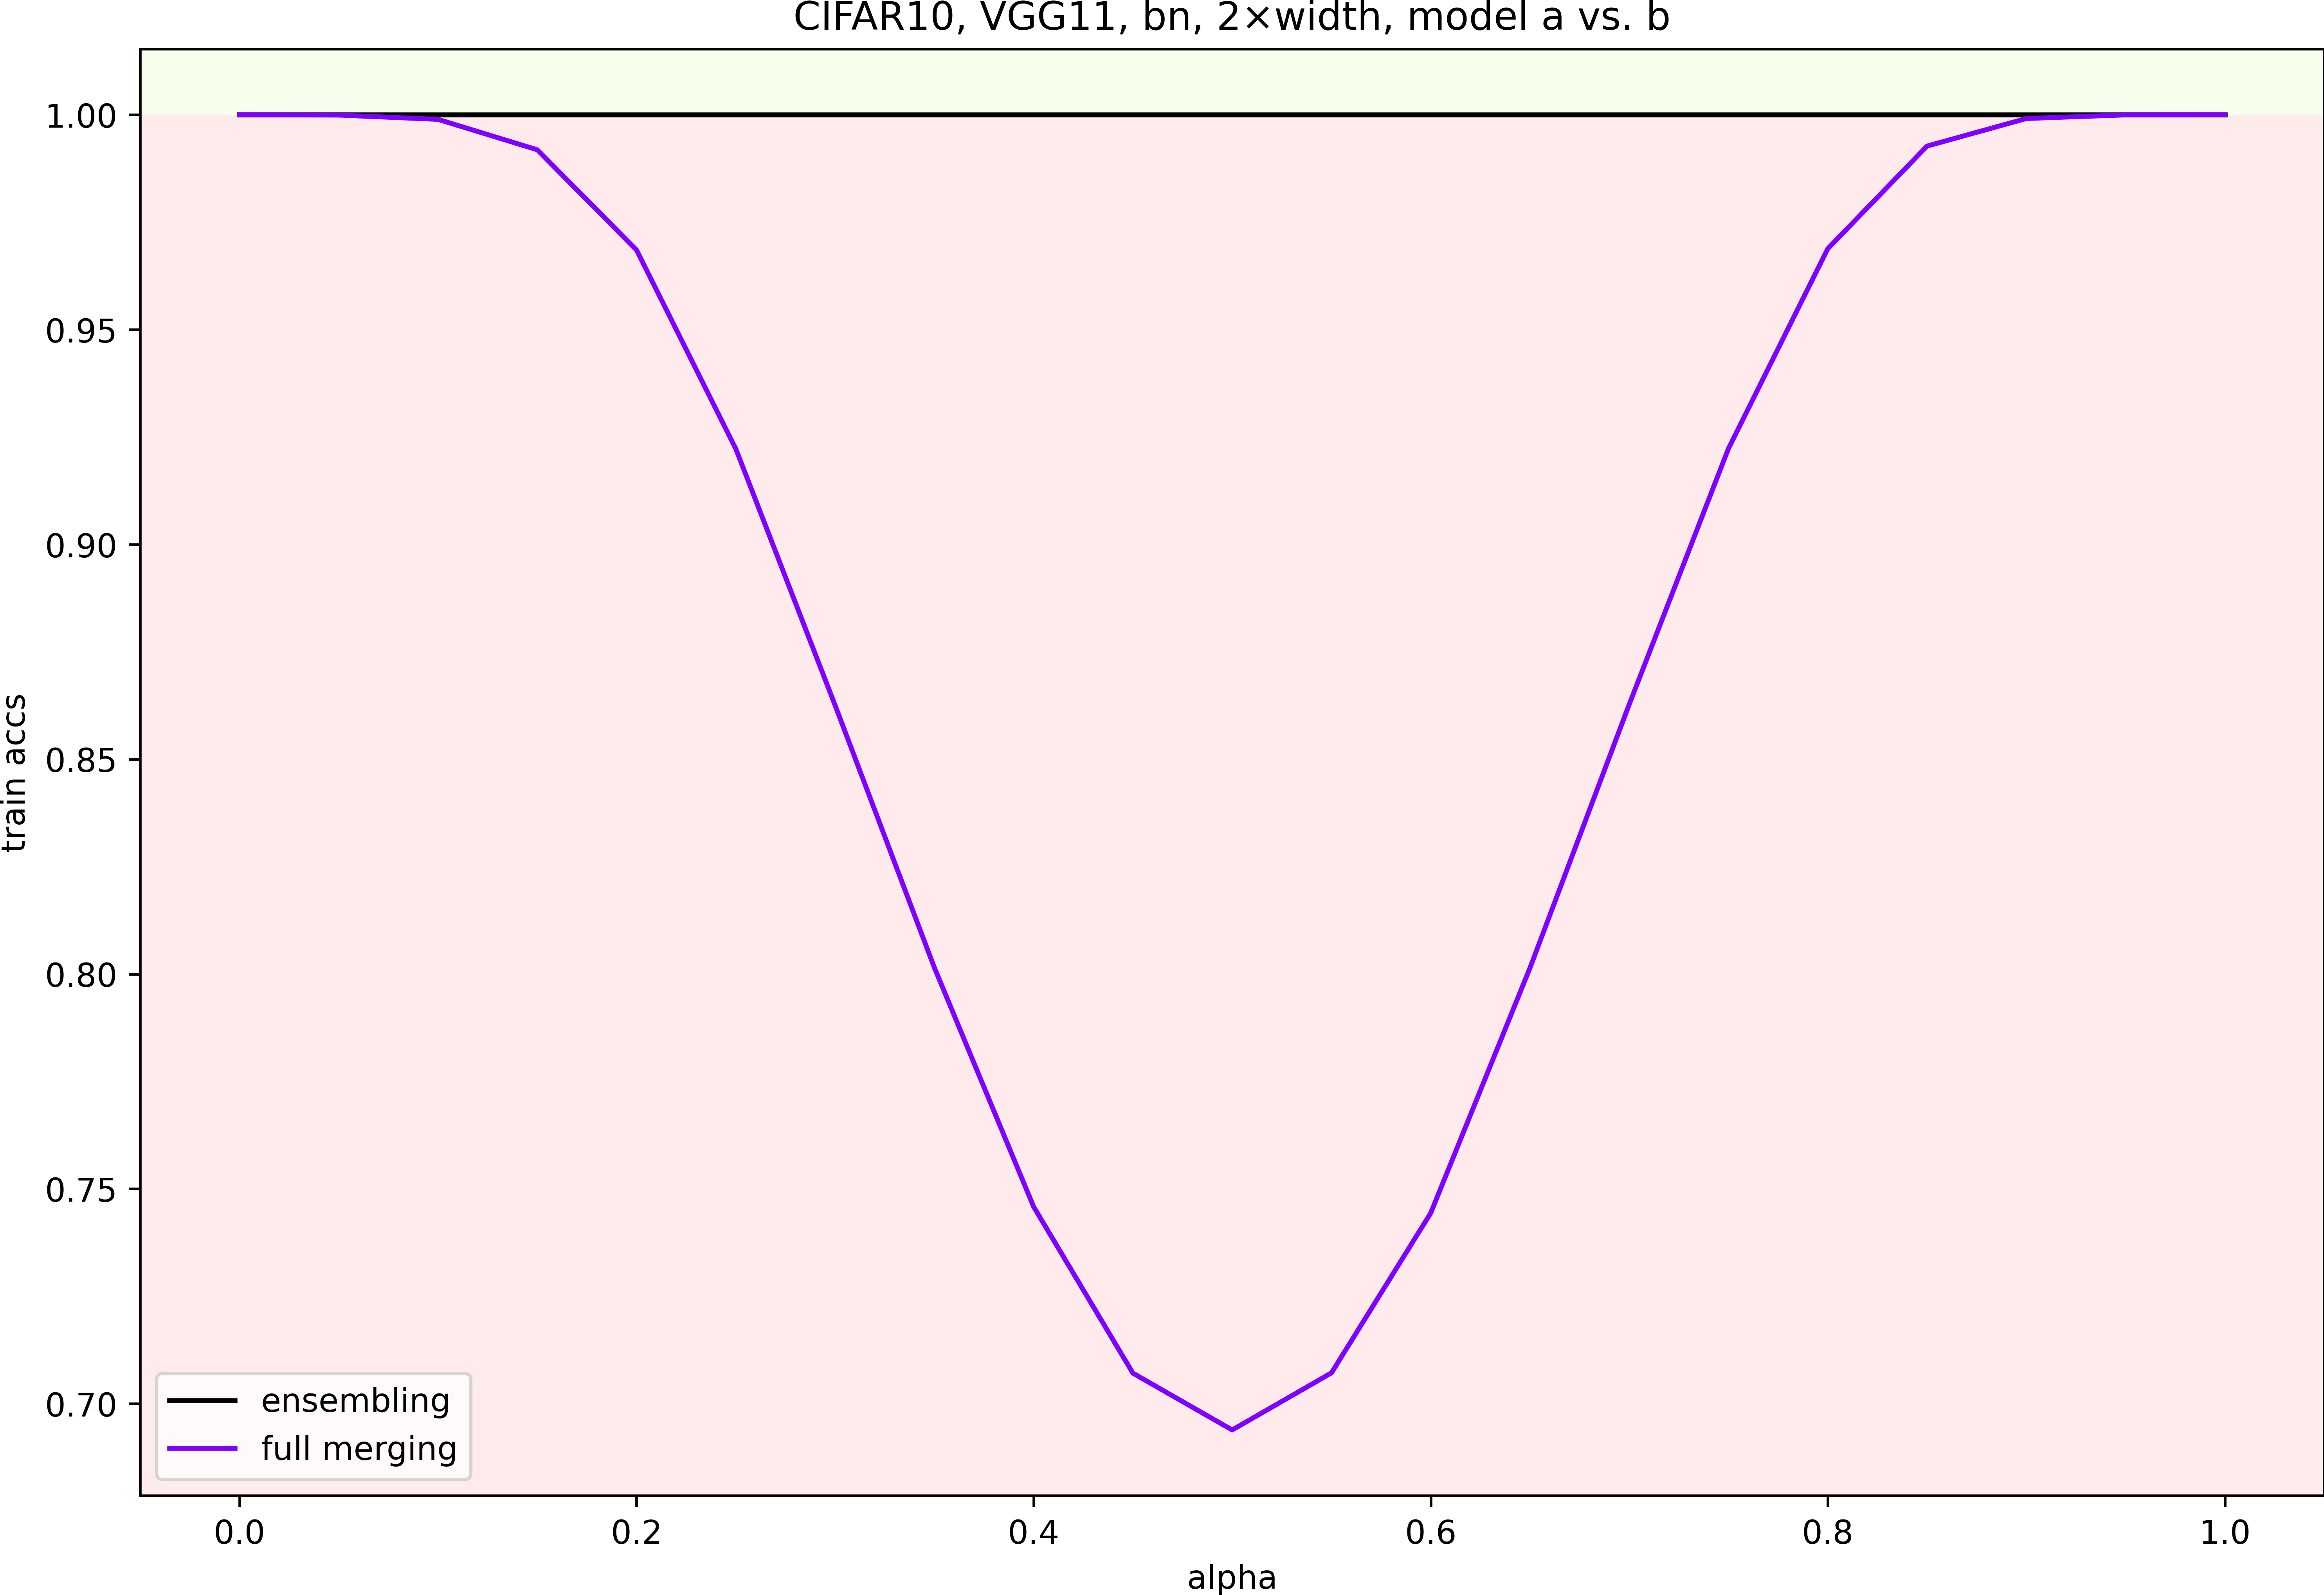 CIFAR10, VGG11, bn, 2×width, model a vs. b
1.00
0.95
0.90
0.85
0.80
0.75
0.70
train accs
ensembling
full merging
0.0 0.2 0.4 0.6 0.8 1.0
alpha